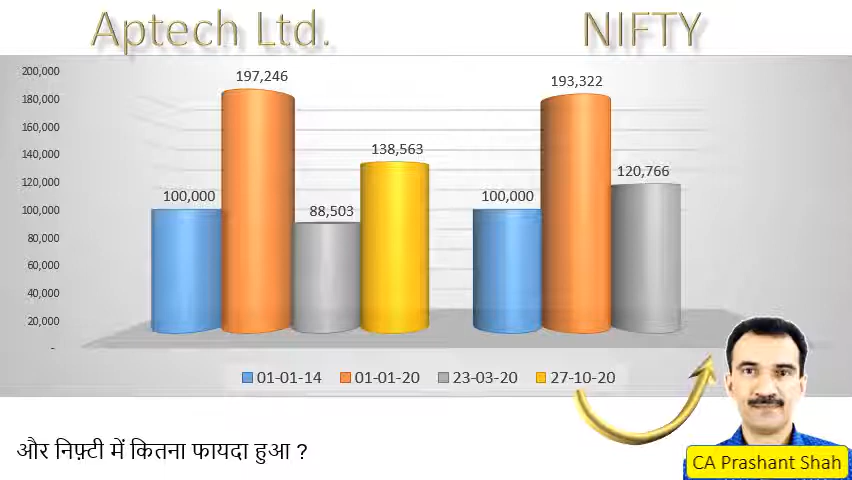 Aptech Ltd. NIFTY
200,000
180,000
160,000
140,000
120,000
100,000
80,000
60,000
40,000
20,000
-
100,000 197,246 88,503 138,563 100,000 193,322 120,766
01-01-14 01-01-20 23-03-20 27-10-20
और निफ़्टी में कितना फायदा हुआ ?
CA Prashant Shah